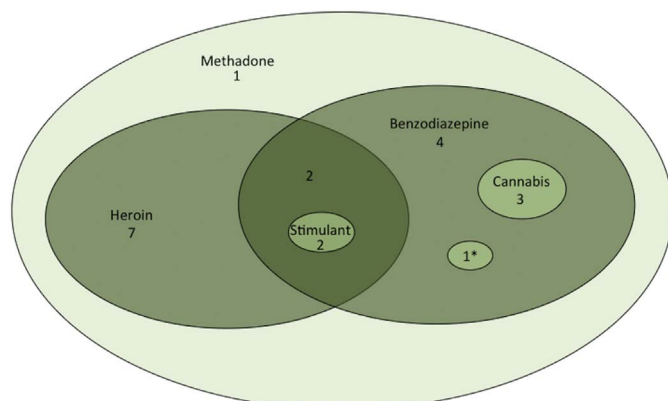 Methadone
1
Benzodiazepine
4
2
Cannabis
3
Heroin
7
Stimulant
2
1*